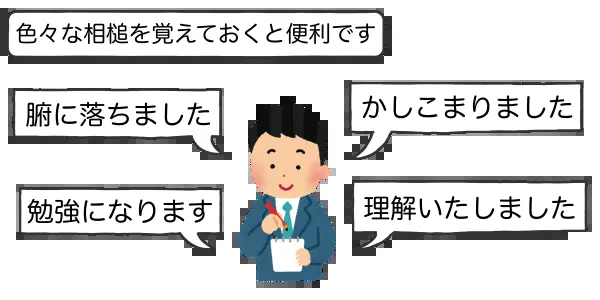 色々な相槌を覚えておくと便利です
腑に落ちました
かしこまりました
勉強になります
理解いたしました